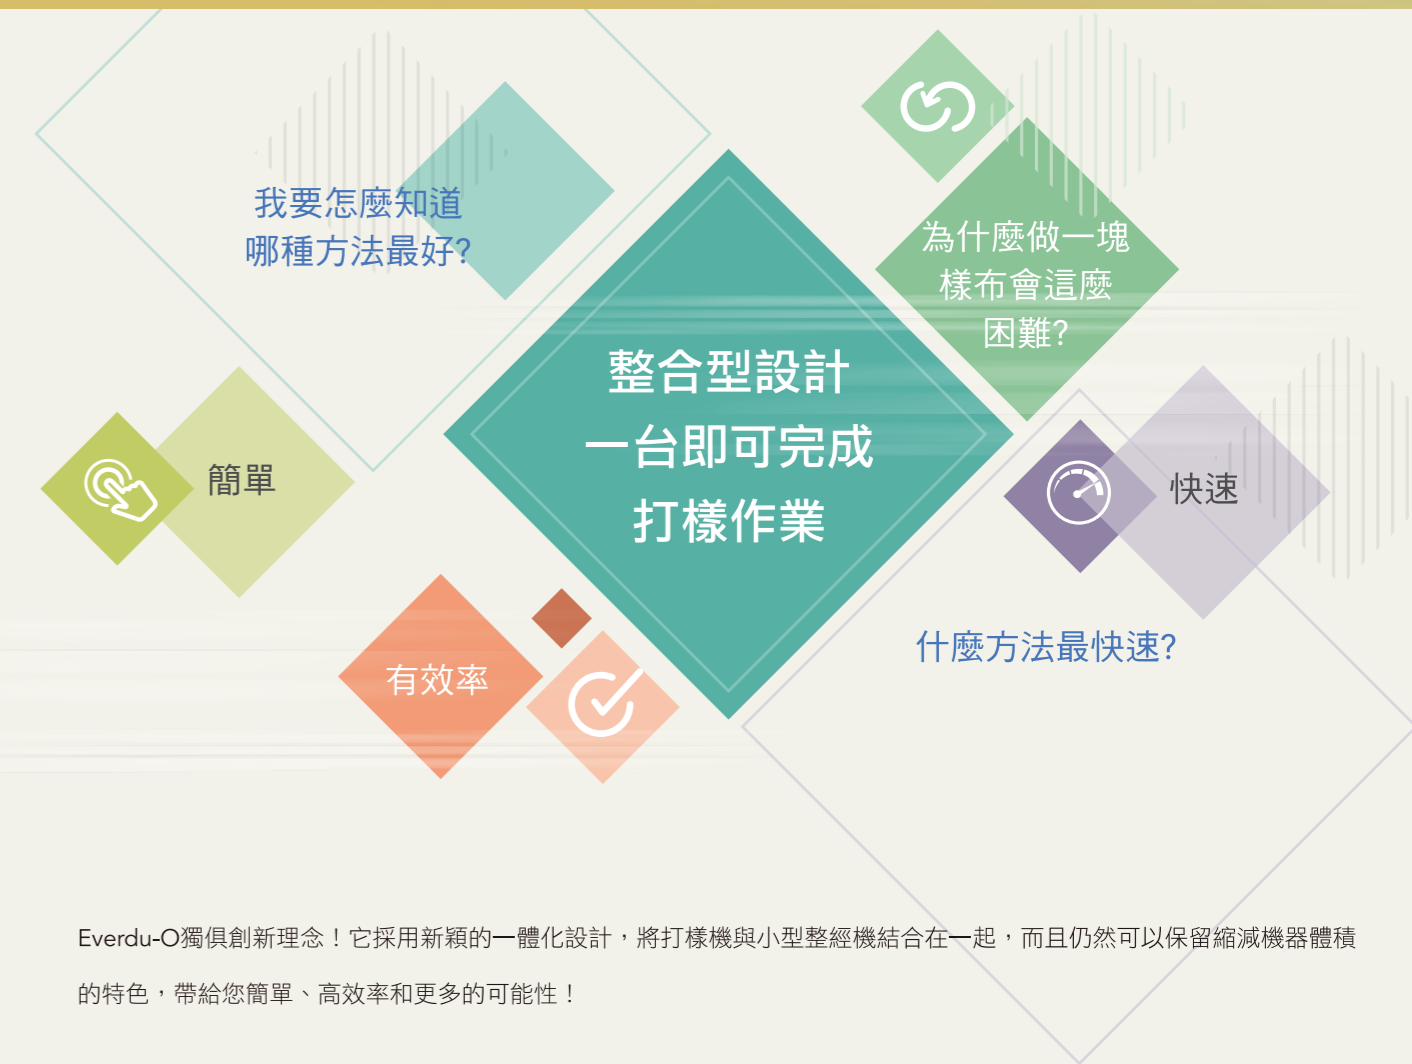 我要怎麼知道
哪種方法最好?
為什麼做一塊
樣布會這麼
困難?
整合型設計
一台即可完成
打樣作業
簡單
快速
有效率
什麼方法最快速?
Everdu-O獨俱創新理念！它採用新穎的一體化設計，將打樣機與小型整經機結合在一起，而且仍然可以保留縮減機器體積
的特色，帶給您簡單、高效率和更多的可能性！